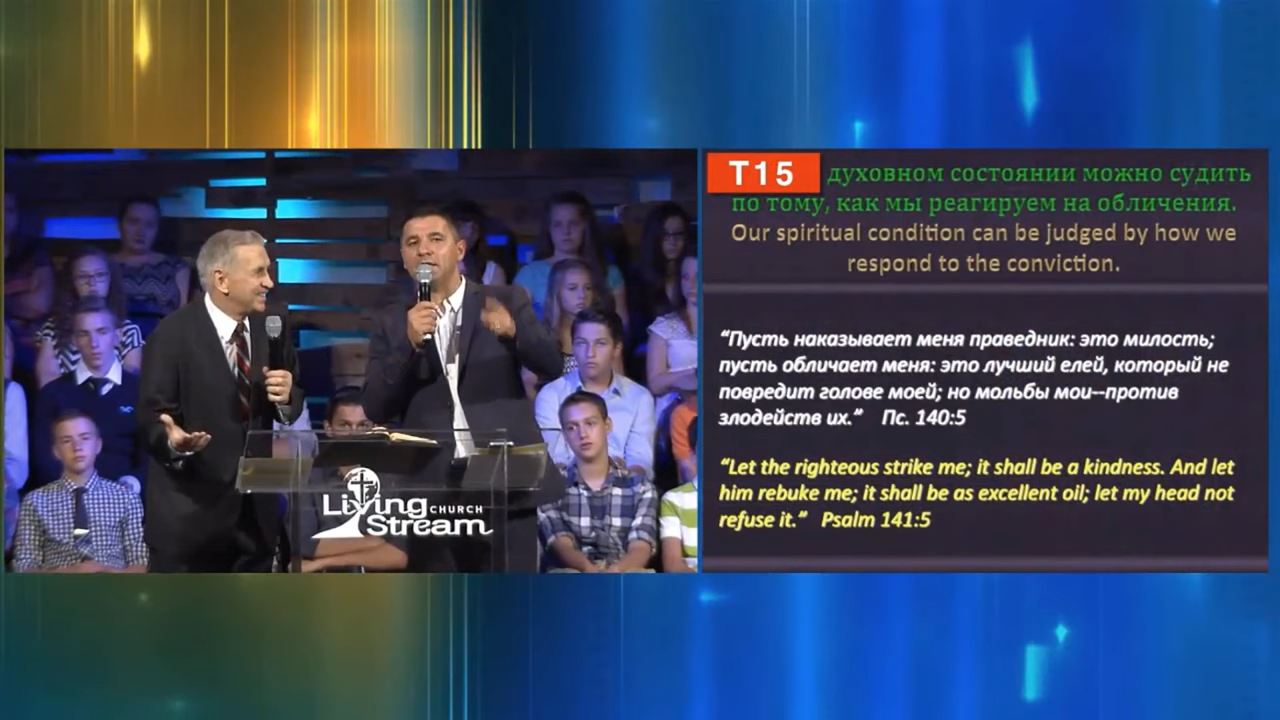 T15
духовном состоянии можно судить
по тому, как мы реагируем на обличения.
Our spiritual condition can be judged by how we
respond to the conviction.
“Пусть наказывает меня праведник: это милость;
пусть обличает меня: это лучший елей, который не
повредит голове моей; но мольбы мои--против
злодейств их.” Пс. 140:5
“Let the righteous strike me; it shall be a kindness. And let
him rebuke me; it shall be as excellent oil; let my head not
refuse it.” Psalm 141:5
Living CHURCH
Stream